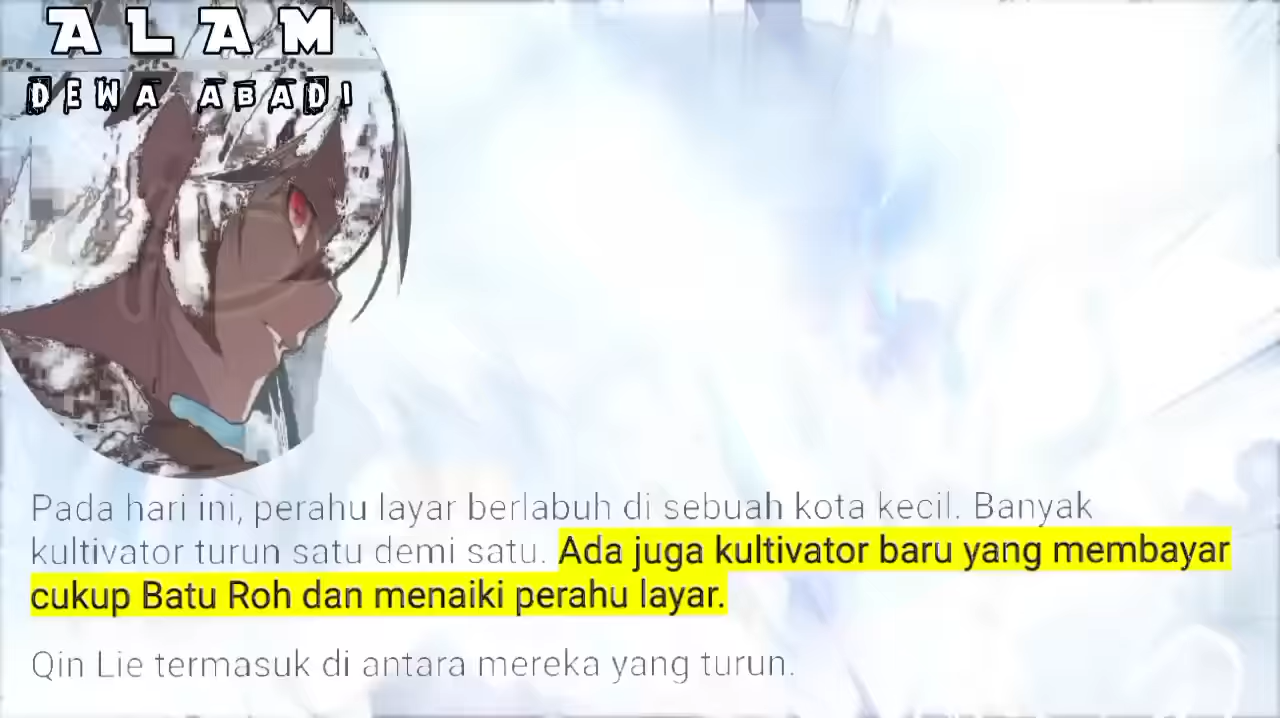 ALAM
DEWA ABADI
Pada hari ini, perahu layar berlabuh di sebuah kota kecil. Banyak
kultivator turun satu demi satu. Ada juga kultivator baru yang membayar
cukup Batu Roh dan menaiki perahu layar.
Qin Lie termasuk di antara mereka yang turun.